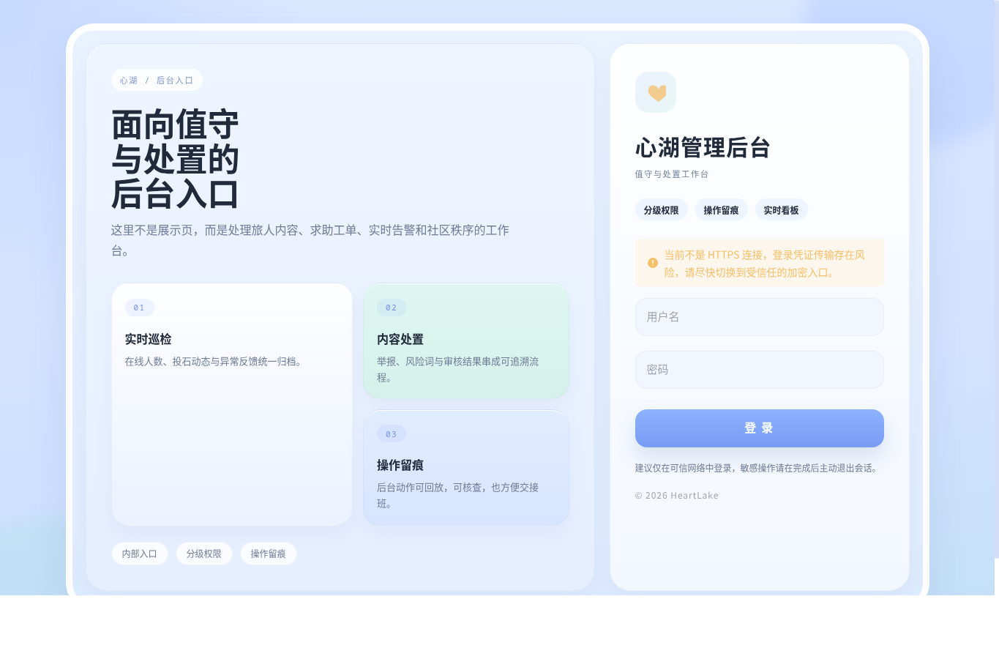 心湖 / 后台入口
面向值守
与处置的
后台入口
这里不是展示页，而是处理旅人内容、求助工单、实时告警和社区秩序的工作
台。
01
实时巡检
在线人数、投石动态与异常反馈统一归档。
02
内容处置
举报、风险词与审核结果串成可追溯流
程。
03
操作留痕
后台动作可回放，可核查，也方便交接
班。
内部入口
分级权限
操作留痕
心湖管理后台
值守与处置工作台
分级权限
操作留痕
实时看板
当前不是 HTTPS 连接，登录凭证传输存在风
险，请尽快切换到受信任的加密入口。
用户名
密码
登 录
建议仅在可信网络中登录，敏感操作请在完成后主动退出会话。
© 2026 HeartLake